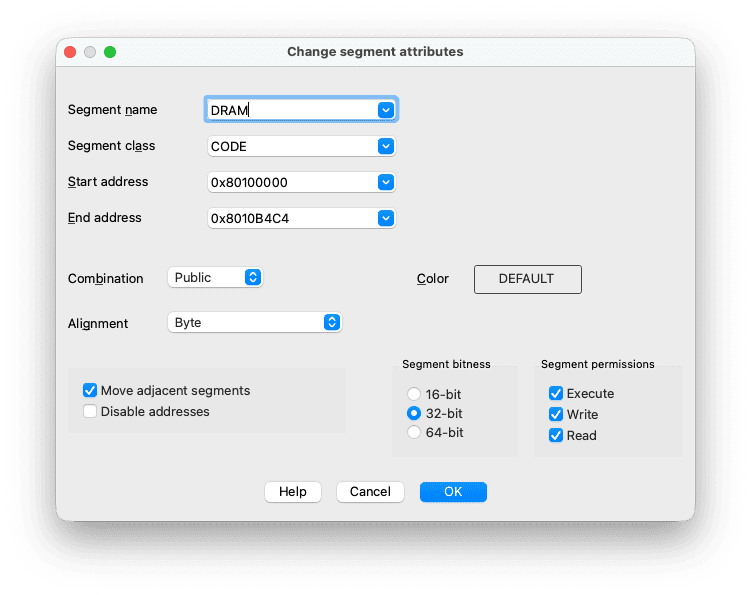 Change segment attributes
Segment name DRAM
Segment class CODE
Start address 0x80100000
End address 0x8010B4C4
Combination Public Color DEFAULT
Alignment Byte
Segment bitness Segment permissions
Move adjacent segments 16-bit Execute
Disable addresses 32-bit Write
64-bit Read
Help Cancel OK